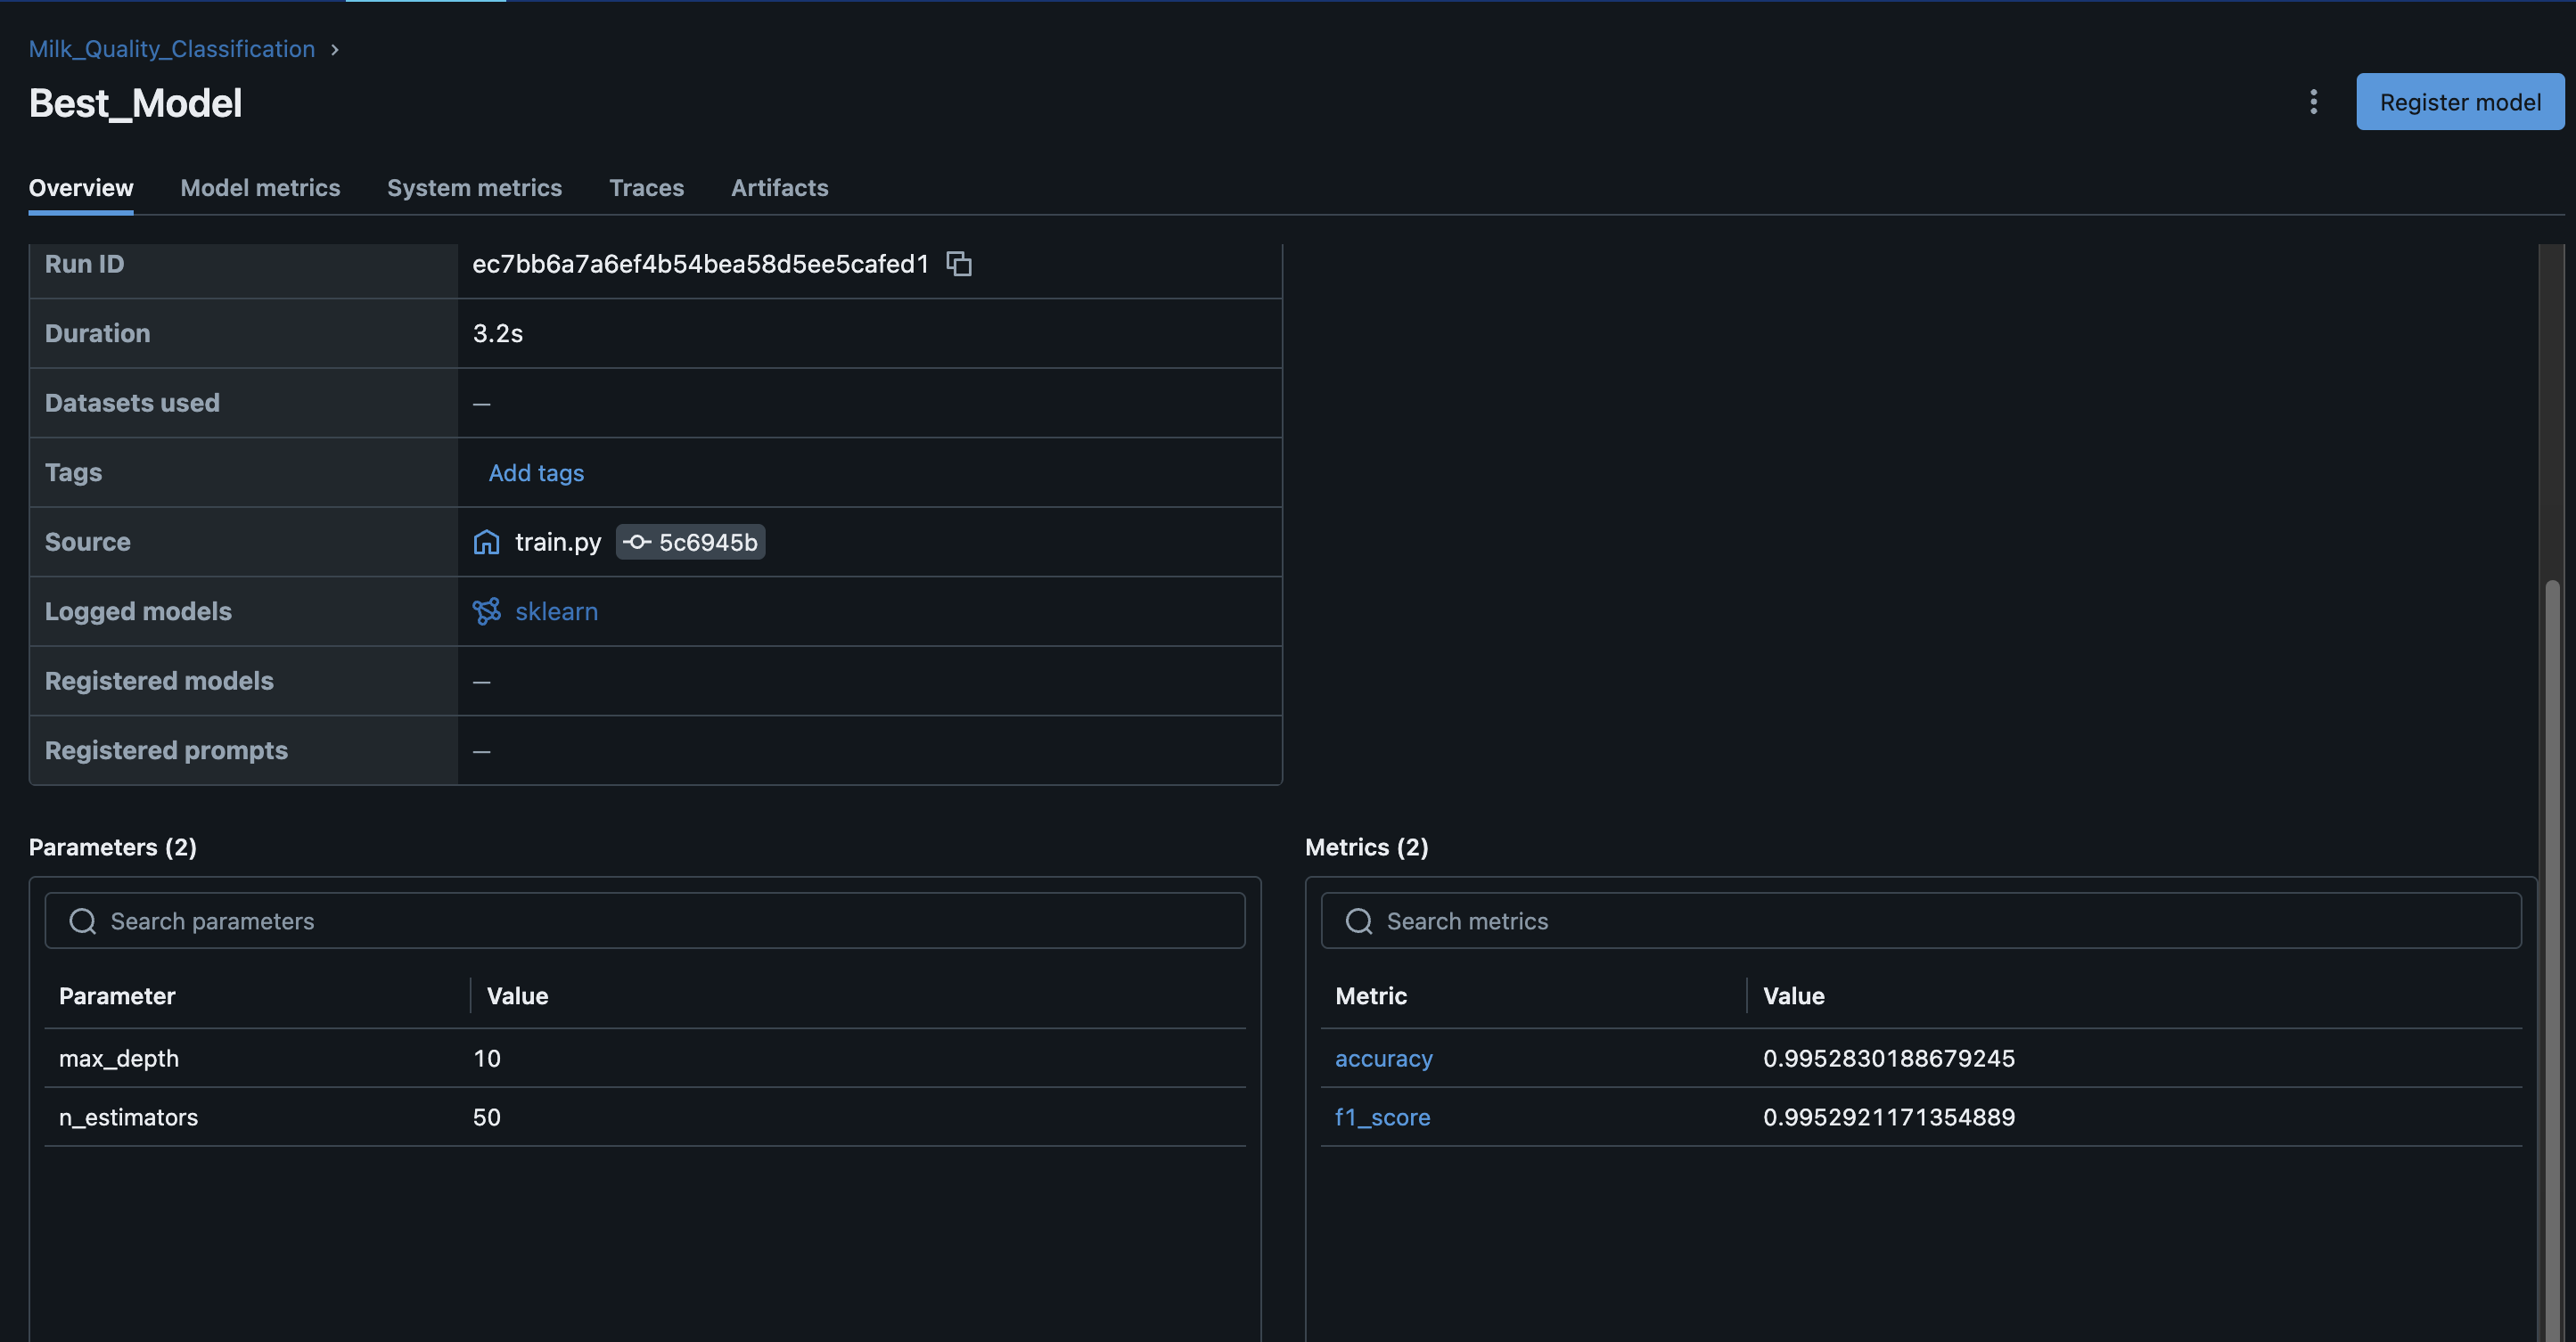 Milk_Quality_Classification
Best_Model
Register model
Overview Model metrics System metrics Traces Artifacts
Run ID ec7bb6a7a6ef4b54bea58d5ee5cafed1
Duration 3.2s
Datasets used —
Tags Add tags
Source train.py 5c6945b
Logged models sklearn
Registered models —
Registered prompts —
Parameters (2)
Search parameters
Parameter Value
max_depth 10
n_estimators 50
Metrics (2)
Search metrics
Metric Value
accuracy 0.9952830188679245
f1_score 0.9952921171354889